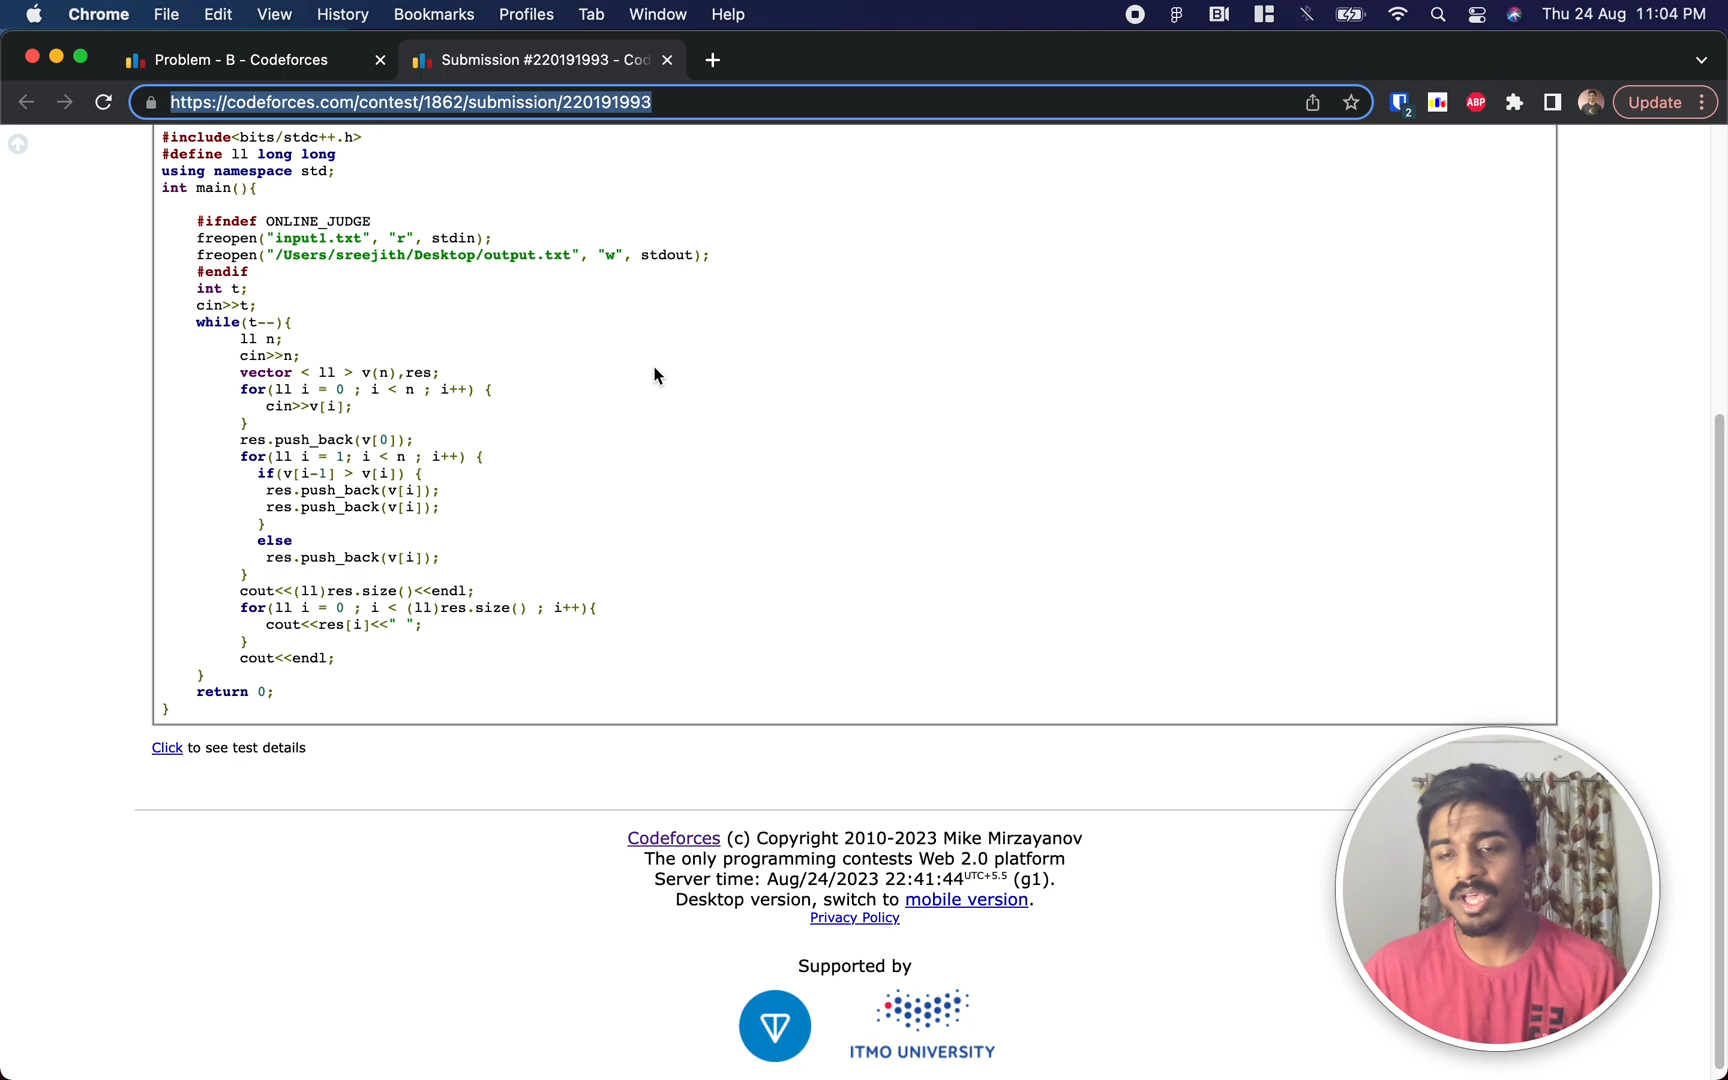 Chrome File Edit View History Bookmarks Profiles Tab Window Help Thu 24 Aug 11:04 PM
Problem - B - Codeforces Submission #220191993 - Cod
https://codeforces.com/contest/1862/submission/220191993 2 ABP Update
#include<bits/stdc++.h>
#define ll long long
using namespace std;
int main(){
#ifndef ONLINE_JUDGE
freopen("input1.txt", "r", stdin);
freopen("/Users/sreejith/Desktop/output.txt", "w", stdout);
#endif
int t;
cin>>t;
while(t--){
ll n;
cin>>n;
vector < ll > v(n),res;
for(ll i = 0 ; i < n ; i++) {
cin>>v[i];
}
res.push_back(v[0]);
for(ll i = 1; i < n ; i++) {
if(v[i-1] > v[i]) {
res.push_back(v[i]);
res.push_back(v[i]);
}
else
res.push_back(v[i]);
}
cout<<(ll)res.size()<<endl;
for(ll i = 0 ; i < (ll)res.size() ; i++){
cout<<res[i]<<" ";
}
cout<<endl;
}
return 0;
}
Click to see test details
Codeforces (c) Copyright 2010-2023 Mike Mirzayanov
The only programming contests Web 2.0 platform
Server time: Aug/24/2023 22:41:44 UTC+5.5 (g1).
Desktop version, switch to mobile version.
Privacy Policy
Supported by
ITMO UNIVERSITY